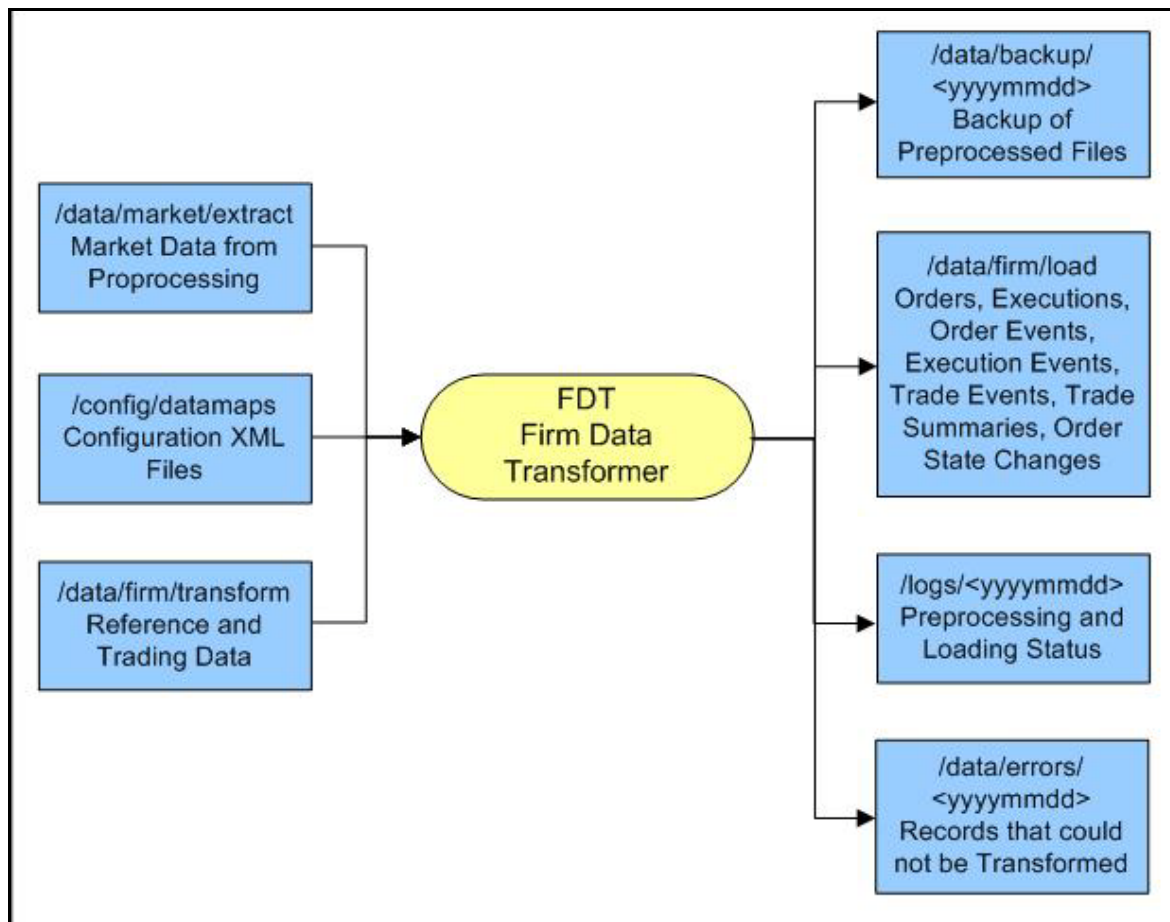 /data/market/extract
Market Data from
Proprocessing
/config/datamaps
Configuration XML
Files
/data/firm/transform
Reference and
Trading Data
FDT
Firm Data
Transformer
/data/backup/
<yyyymmdd>
Backup of
Preprocessed Files
/data/firm/load
Orders, Executions,
Order Events,
Execution Events,
Trade Events, Trade
Summaries, Order
State Changes
/logs/<yyyymmdd>
Preprocessing and
Loading Status
/data/errors/
<yyyymmdd>
Records that could
not be Transformed